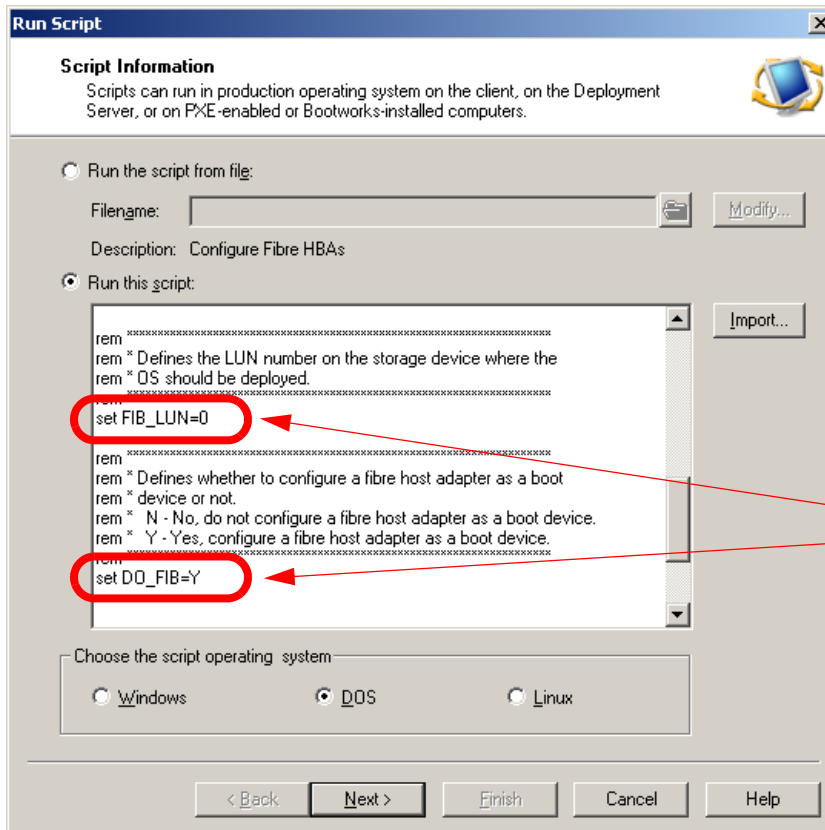 Run Script
Script Information
Scripts can run in production operating system on the client, on the Deployment
Server, or on PXE-enabled or Bootworks-installed computers.
Run the script from file:
Filename:
Modify...
Description: Configure Fibre HBAs
Run this script:
Import...
rem ********************************************************************
rem * Defines the LUN number on the storage device where the
rem * OS should be deployed.
rem ********************************************************************
set FIB_LUN=0
rem ********************************************************************
rem * Defines whether to configure a fibre host adapter as a boot
rem * device or not.
rem * N - No, do not configure a fibre host adapter as a boot device.
rem * Y - Yes, configure a fibre host adapter as a boot device.
rem ********************************************************************
set DO_FIB=Y
Choose the script operating system
Windows
DOS
Linux
< Back
Next >
Finish
Cancel
Help